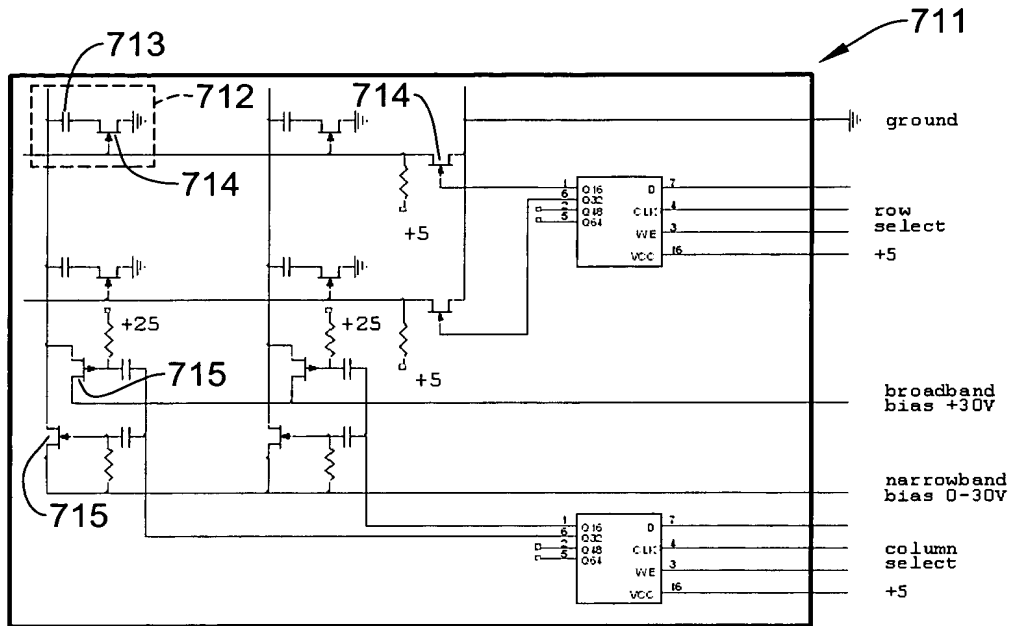 711
713
712
714
714
ground
1 Q16 D 7
6 Q32
2 Q48 CLK 4
5 Q64
WE 3
VCC 16
row
select
+5
+5
+25
+25
+5
715
715
broadband
bias +30V
narrowband
bias 0-30V
1 Q16 D 7
6 Q32
2 Q48 CLK 4
5 Q64
WE 3
VCC 16
column
select
+5